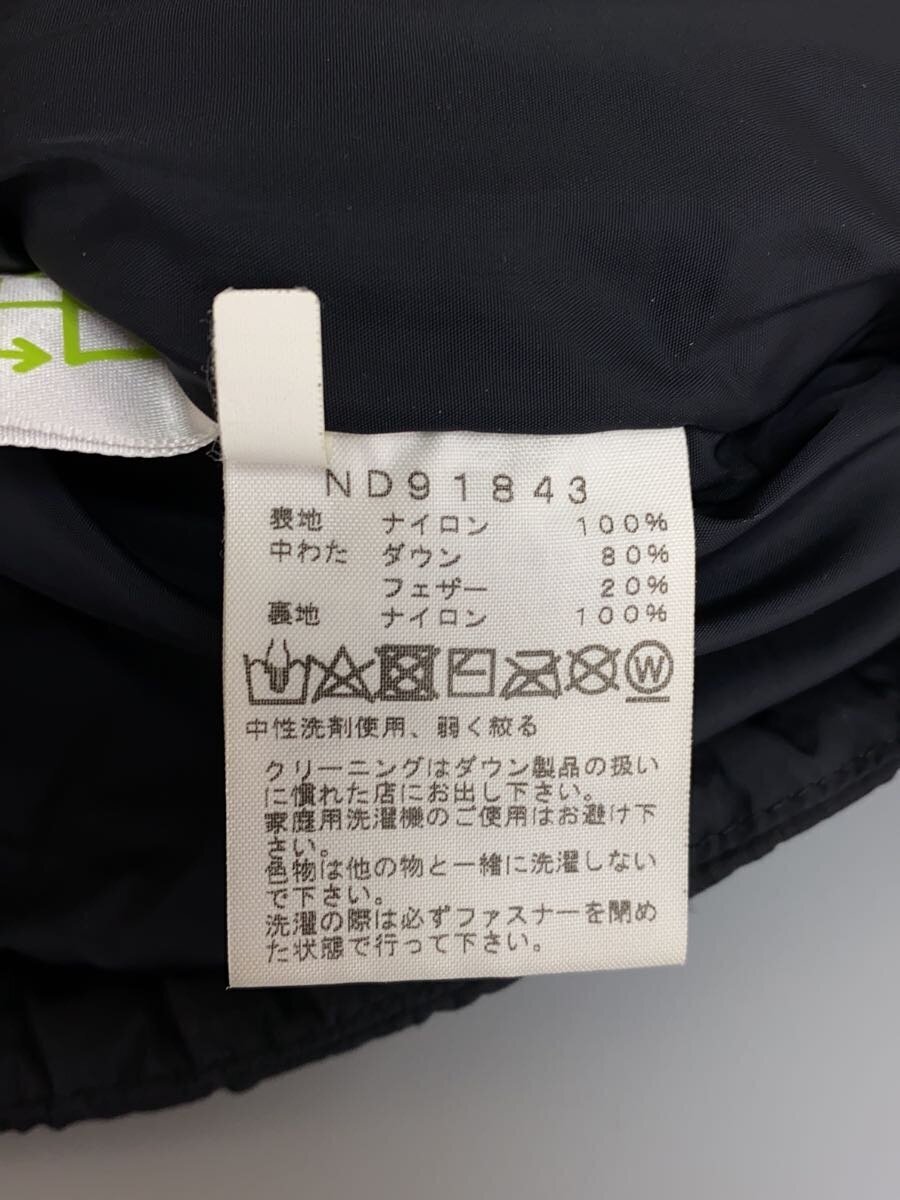 ND91843
表地 ナイロン 100%
中わた ダウン 80%
フェザー 20%
裏地 ナイロン 100%
W
中性洗剤使用、弱く絞る
クリーニングはダウン製品の扱い
に慣れた店にお出し下さい。
家庭用洗濯機のご使用はお避け下
さい。
色物は他の物と一緒に洗濯しない
で下さい。
洗濯の際は必ずファスナーを閉め
た状態で行って下さい。